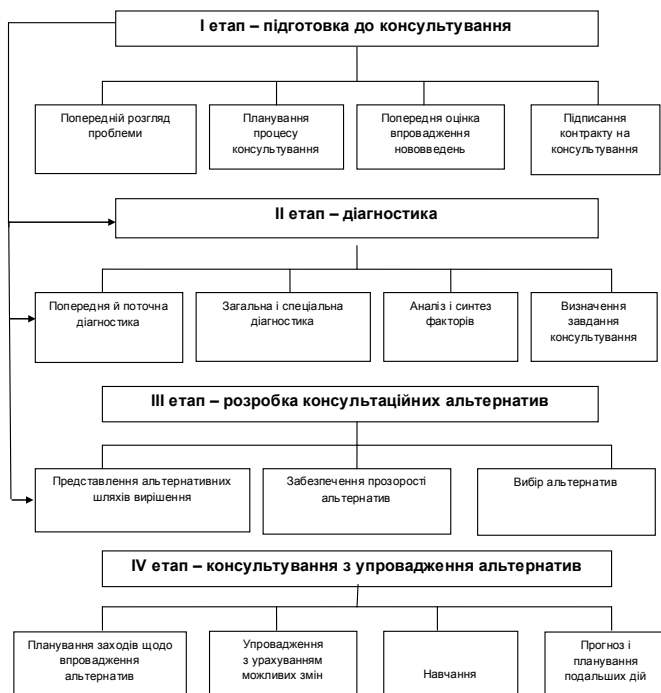 І етап – підготовка до консультування
Попередній розгляд
проблеми
Планування
процесу
консультування
Попередня оцінка
впровадження
нововведень
Підписання
контракту на
консультування
ІІ етап – діагностика
Попередня й поточна
діагностика
Загальна і спеціальна
діагностика
Аналіз і синтез
факторів
Визначення
завдання
консультування
ІІІ етап – розробка консультаційних альтернатив
Представлення альтернативних
шляхів вирішення
Забезпечення прозорості
альтернатив
Вибір альтернатив
IV етап – консультування з упровадження альтернатив
Планування заходів щодо
впровадження
альтернатив
Упровадження
з урахуванням
можливих змін
Навчання
Прогноз і
планування
подальших дій